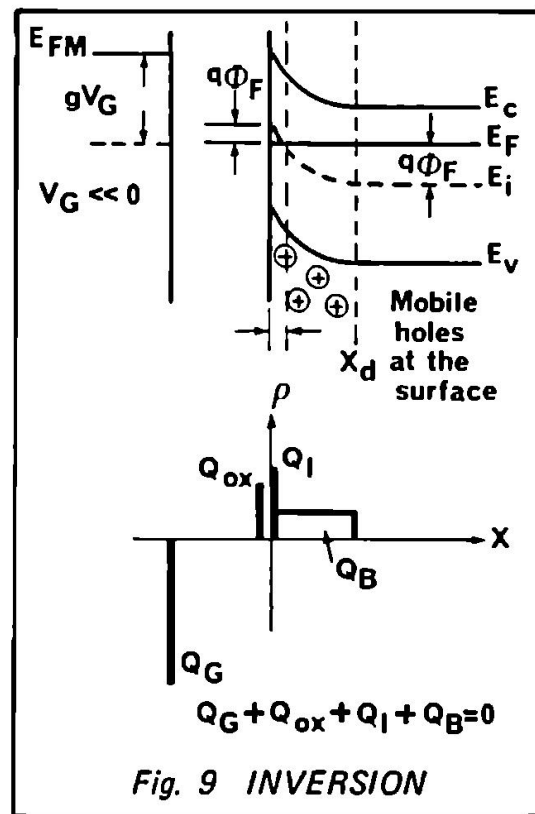 E_FM
gV_G
V_G << 0
qΦ_F
E_c
E_F
qΦ_F
E_i
E_v
Mobile
holes
X_d at the
surface
ρ
Q_ox
Q_I
X
Q_B
Q_G
Q_G + Q_ox + Q_I + Q_B = 0
Fig. 9 INVERSION